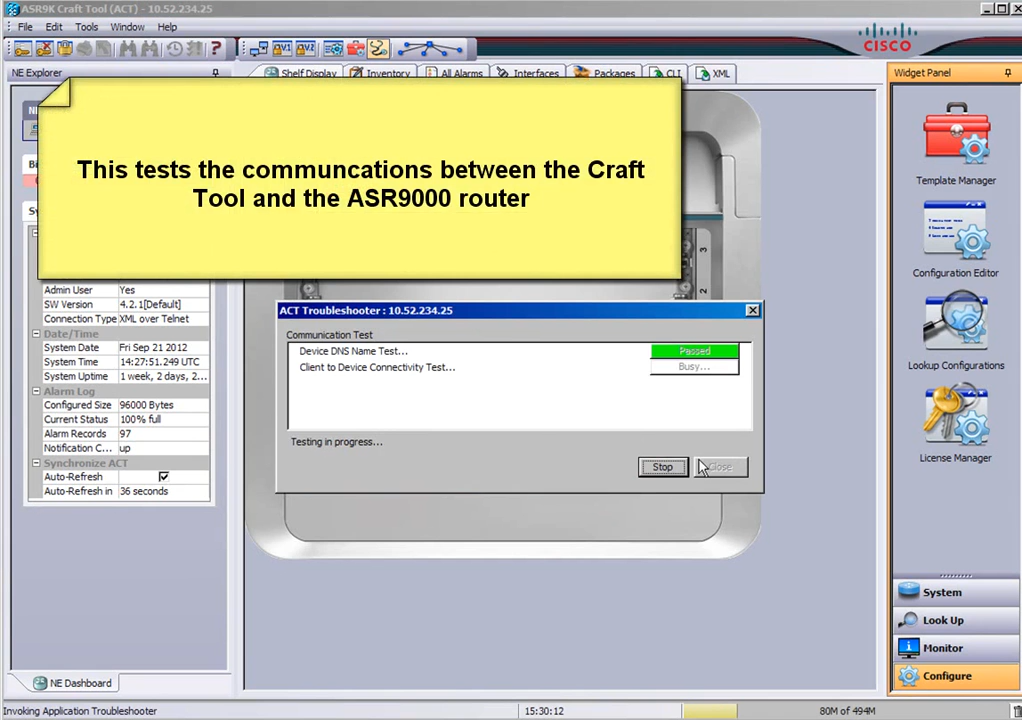 ASR9K Craft Tool (ACT) - 10.52.234.25
File Edit Tools Window Help
V1 V2
CISCO
NE Explorer
Shelf Display Inventory All Alarms Interfaces Packages CLI XML
Widget Panel
This tests the communcations between the Craft
Tool and the ASR9000 router
3
2
Admin User Yes
SW Version 4.2.1[Default]
Connection Type XML over Telnet
Date/Time
System Date Fri Sep 21 2012
System Time 14:27:51.249 UTC
System Uptime 1 week, 2 days, 2...
Alarm Log
Configured Size 96000 Bytes
Current Status 100% full
Alarm Records 97
Notification C... up
Synchronize ACT
Auto-Refresh
Auto-Refresh in 36 seconds
ACT Troubleshooter : 10.52.234.25
Communication Test
Device DNS Name Test... Passed
Client to Device Connectivity Test... Busy...
Testing in progress...
Stop Close
Template Manager
Configuration Editor
Lookup Configurations
License Manager
System
Look Up
Monitor
Configure
NE Dashboard
Invoking Application Troubleshooter 15:30:12 80M of 494M